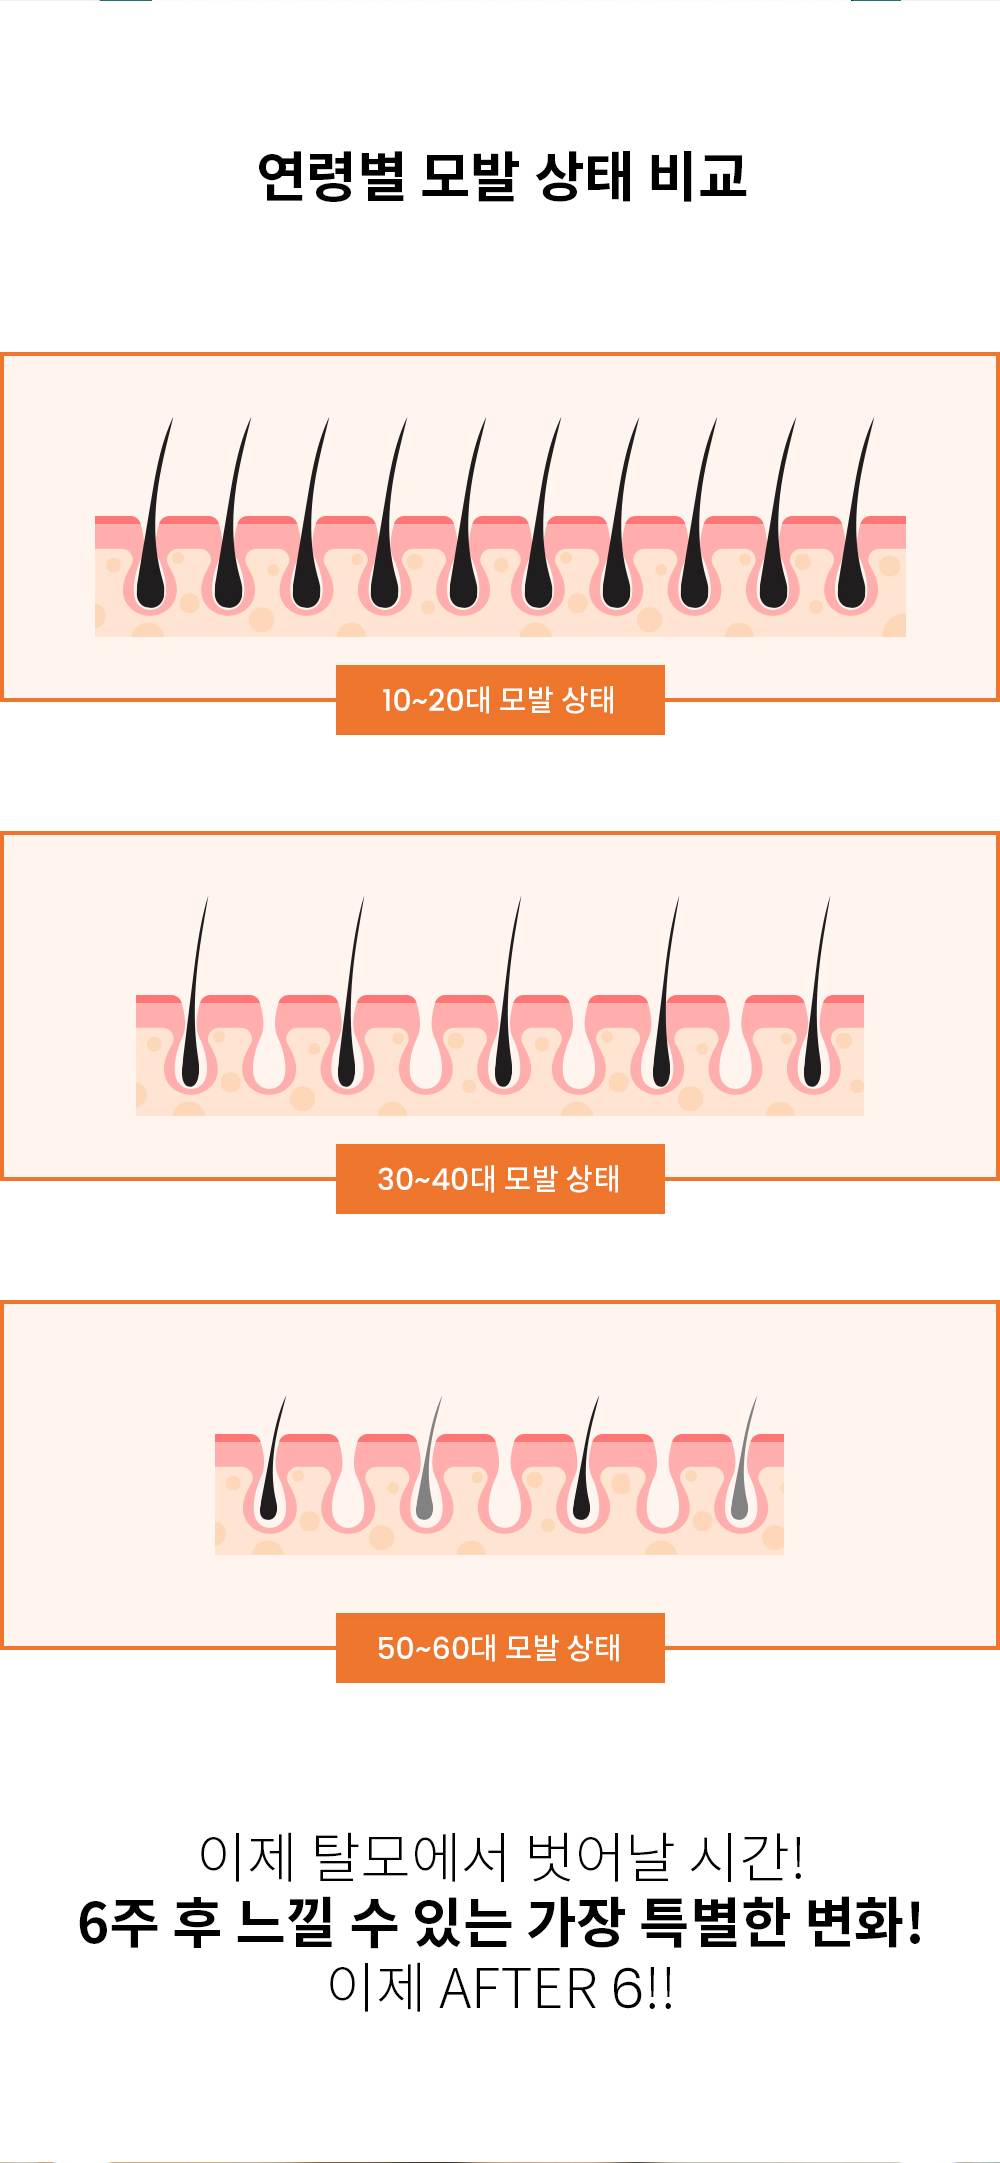 연령별 모발 상태 비교
10~20대 모발 상태
30~40대 모발 상태
50~60대 모발 상태
이제 탈모에서 벗어날 시간!
6주 후 느낄 수 있는 가장 특별한 변화!
이제 AFTER 6!!